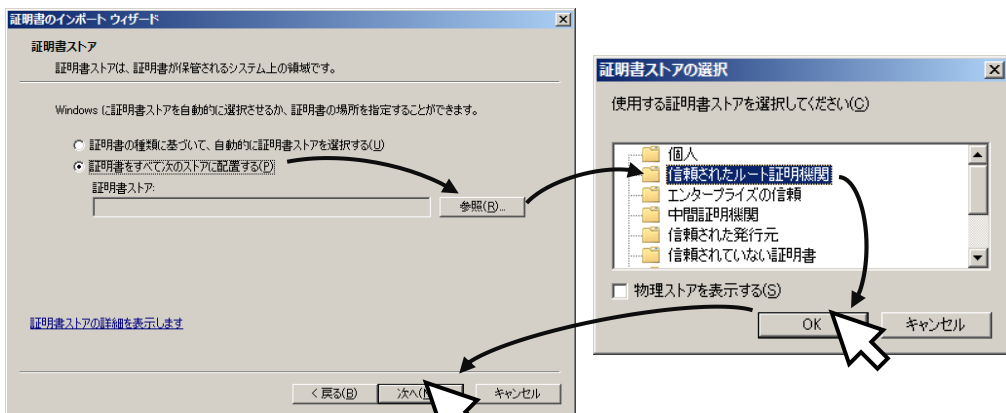 証明書のインポート ウィザード
証明書ストア
証明書ストアは、証明書が保管されるシステム上の領域です。
Windows に証明書ストアを自動的に選択させるか、証明書の場所を指定することができます。
証明書の種類に基づいて、自動的に証明書ストアを選択する(U)
証明書をすべて次のストアに配置する(P)
証明書ストア:
参照(R)...
証明書ストアの詳細を表示します
< 戻る(B)
次へ(
キャンセル
証明書ストアの選択
使用する証明書ストアを選択してください(C)
個人
信頼されたルート証明機関
エンタープライズの信頼
中間証明機関
信頼された発行元
信頼されていない証明書
物理ストアを表示する(S)
OK
キャンセル